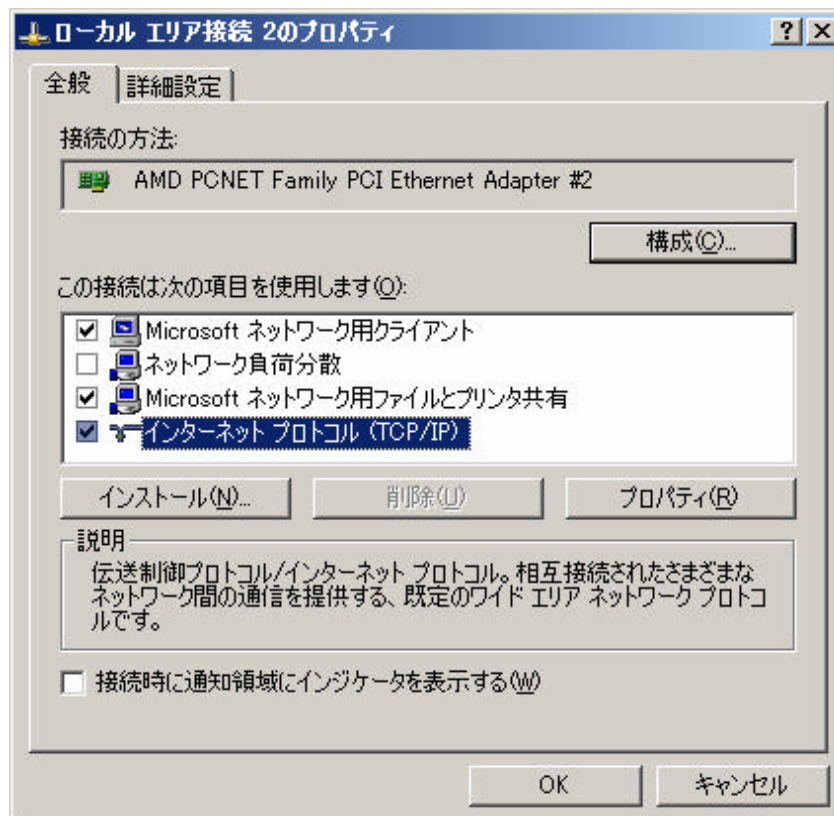 ローカル エリア接続 2のプロパティ
全般
詳細設定
接続の方法:
AMD PCNET Family PCI Ethernet Adapter #2
構成(C)...
この接続は次の項目を使用します(O):
Microsoft ネットワーク用クライアント
ネットワーク負荷分散
Microsoft ネットワーク用ファイルとプリンタ共有
インターネット プロトコル (TCP/IP)
インストール(N)...
削除(U)
プロパティ(R)
説明
伝送制御プロトコル/インターネット プロトコル。相互接続されたさまざまな
ネットワーク間の通信を提供する、既定のワイド エリア ネットワーク プロトコ
ルです。
接続時に通知領域にインジケータを表示する(W)
OK
キャンセル